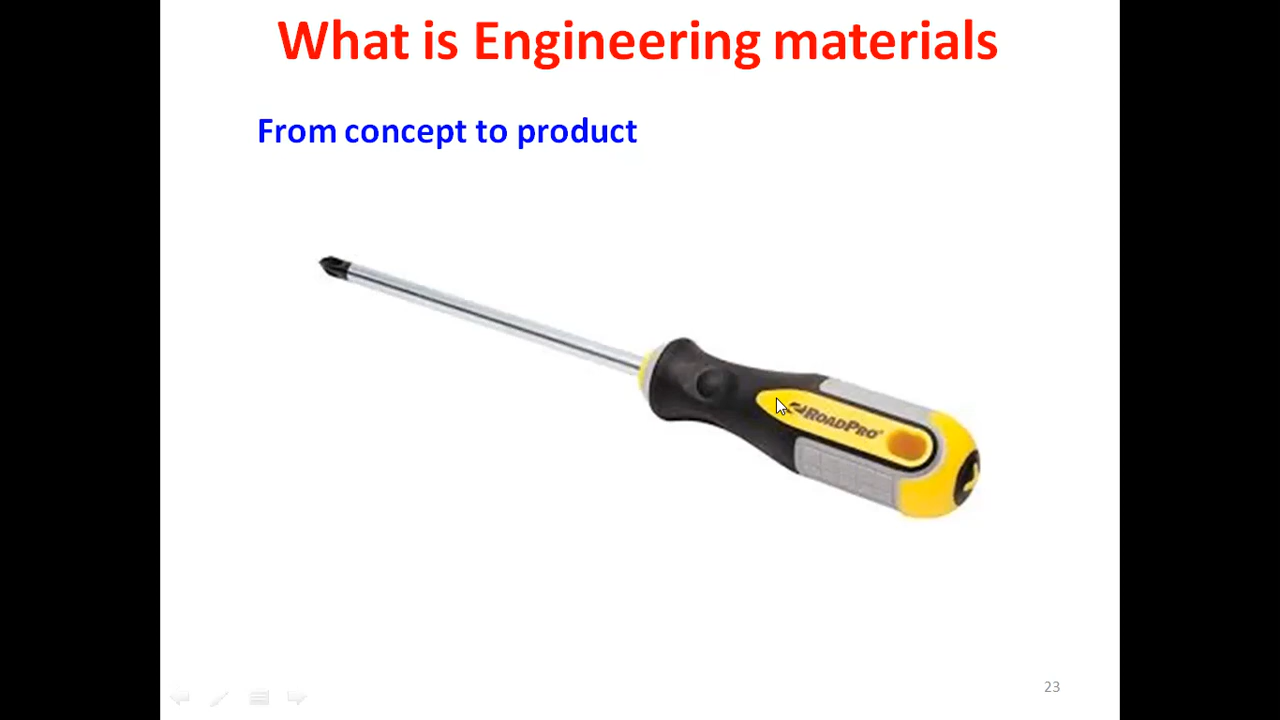 What is Engineering materials
From concept to product
ROADPRO
23